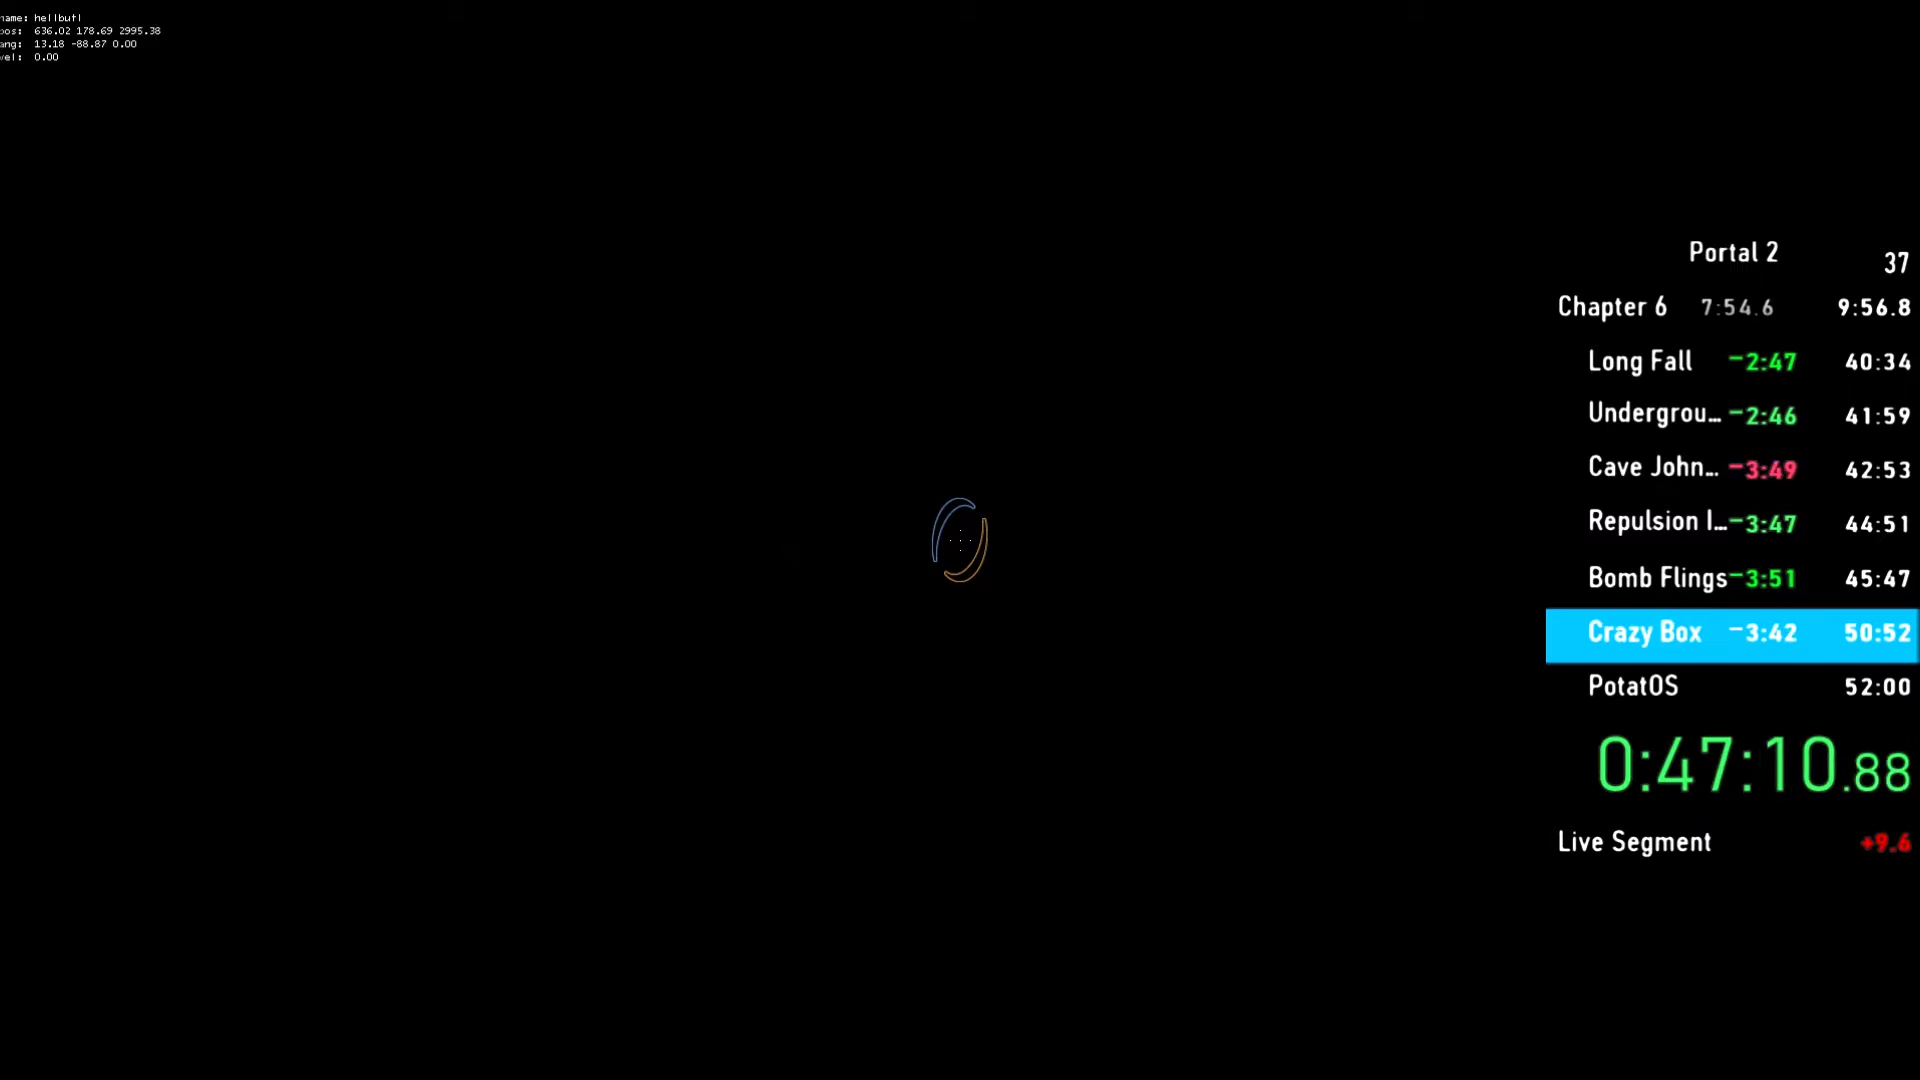 name: hellbutl
pos: 636.02 178.69 2995.38
ang: 13.18 -88.87 0.00
vel: 0.00
Portal 2
37
Chapter 6 7:54.6 9:56.8
Long Fall -2:47 40:34
Undergrou... -2:46 41:59
Cave John... -3:49 42:53
Repulsion I... -3:47 44:51
Bomb Flings -3:51 45:47
Crazy Box -3:42 50:52
PotatOS 52:00
0:47:10.88
Live Segment +9.6